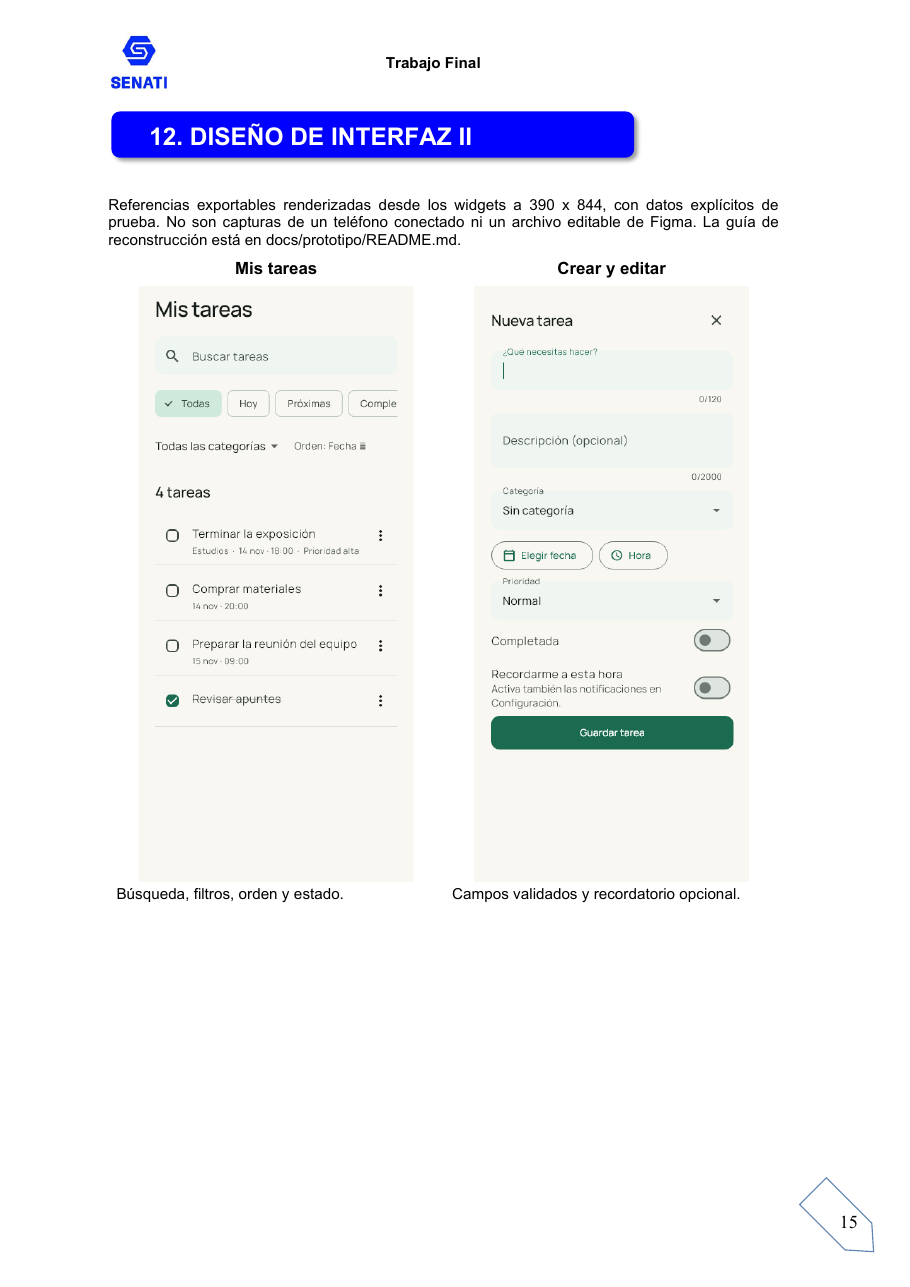 SENATI
Trabajo Final
12. DISEÑO DE INTERFAZ II
Referencias exportables renderizadas desde los widgets a 390 x 844, con datos explícitos de
prueba. No son capturas de un teléfono conectado ni un archivo editable de Figma. La guía de
reconstrucción está en docs/prototipo/README.md.
Mis tareas
Mis tareas
Buscar tareas
Todas Hoy Próximas Comple
Todas las categorías Orden: Fecha
4 tareas
Terminar la exposición
Estudios · 14 nov · 18:00 · Prioridad alta
Comprar materiales
14 nov · 20:00
Preparar la reunión del equipo
15 nov · 09:00
Revisar apuntes
Búsqueda, filtros, orden y estado.
Crear y editar
Nueva tarea
¿Qué necesitas hacer?
0/120
Descripción (opcional)
0/2000
Categoría
Sin categoría
Elegir fecha Hora
Prioridad
Normal
Completada
Recordarme a esta hora
Activa también las notificaciones en
Configuración.
Guardar tarea
Campos validados y recordatorio opcional.
15